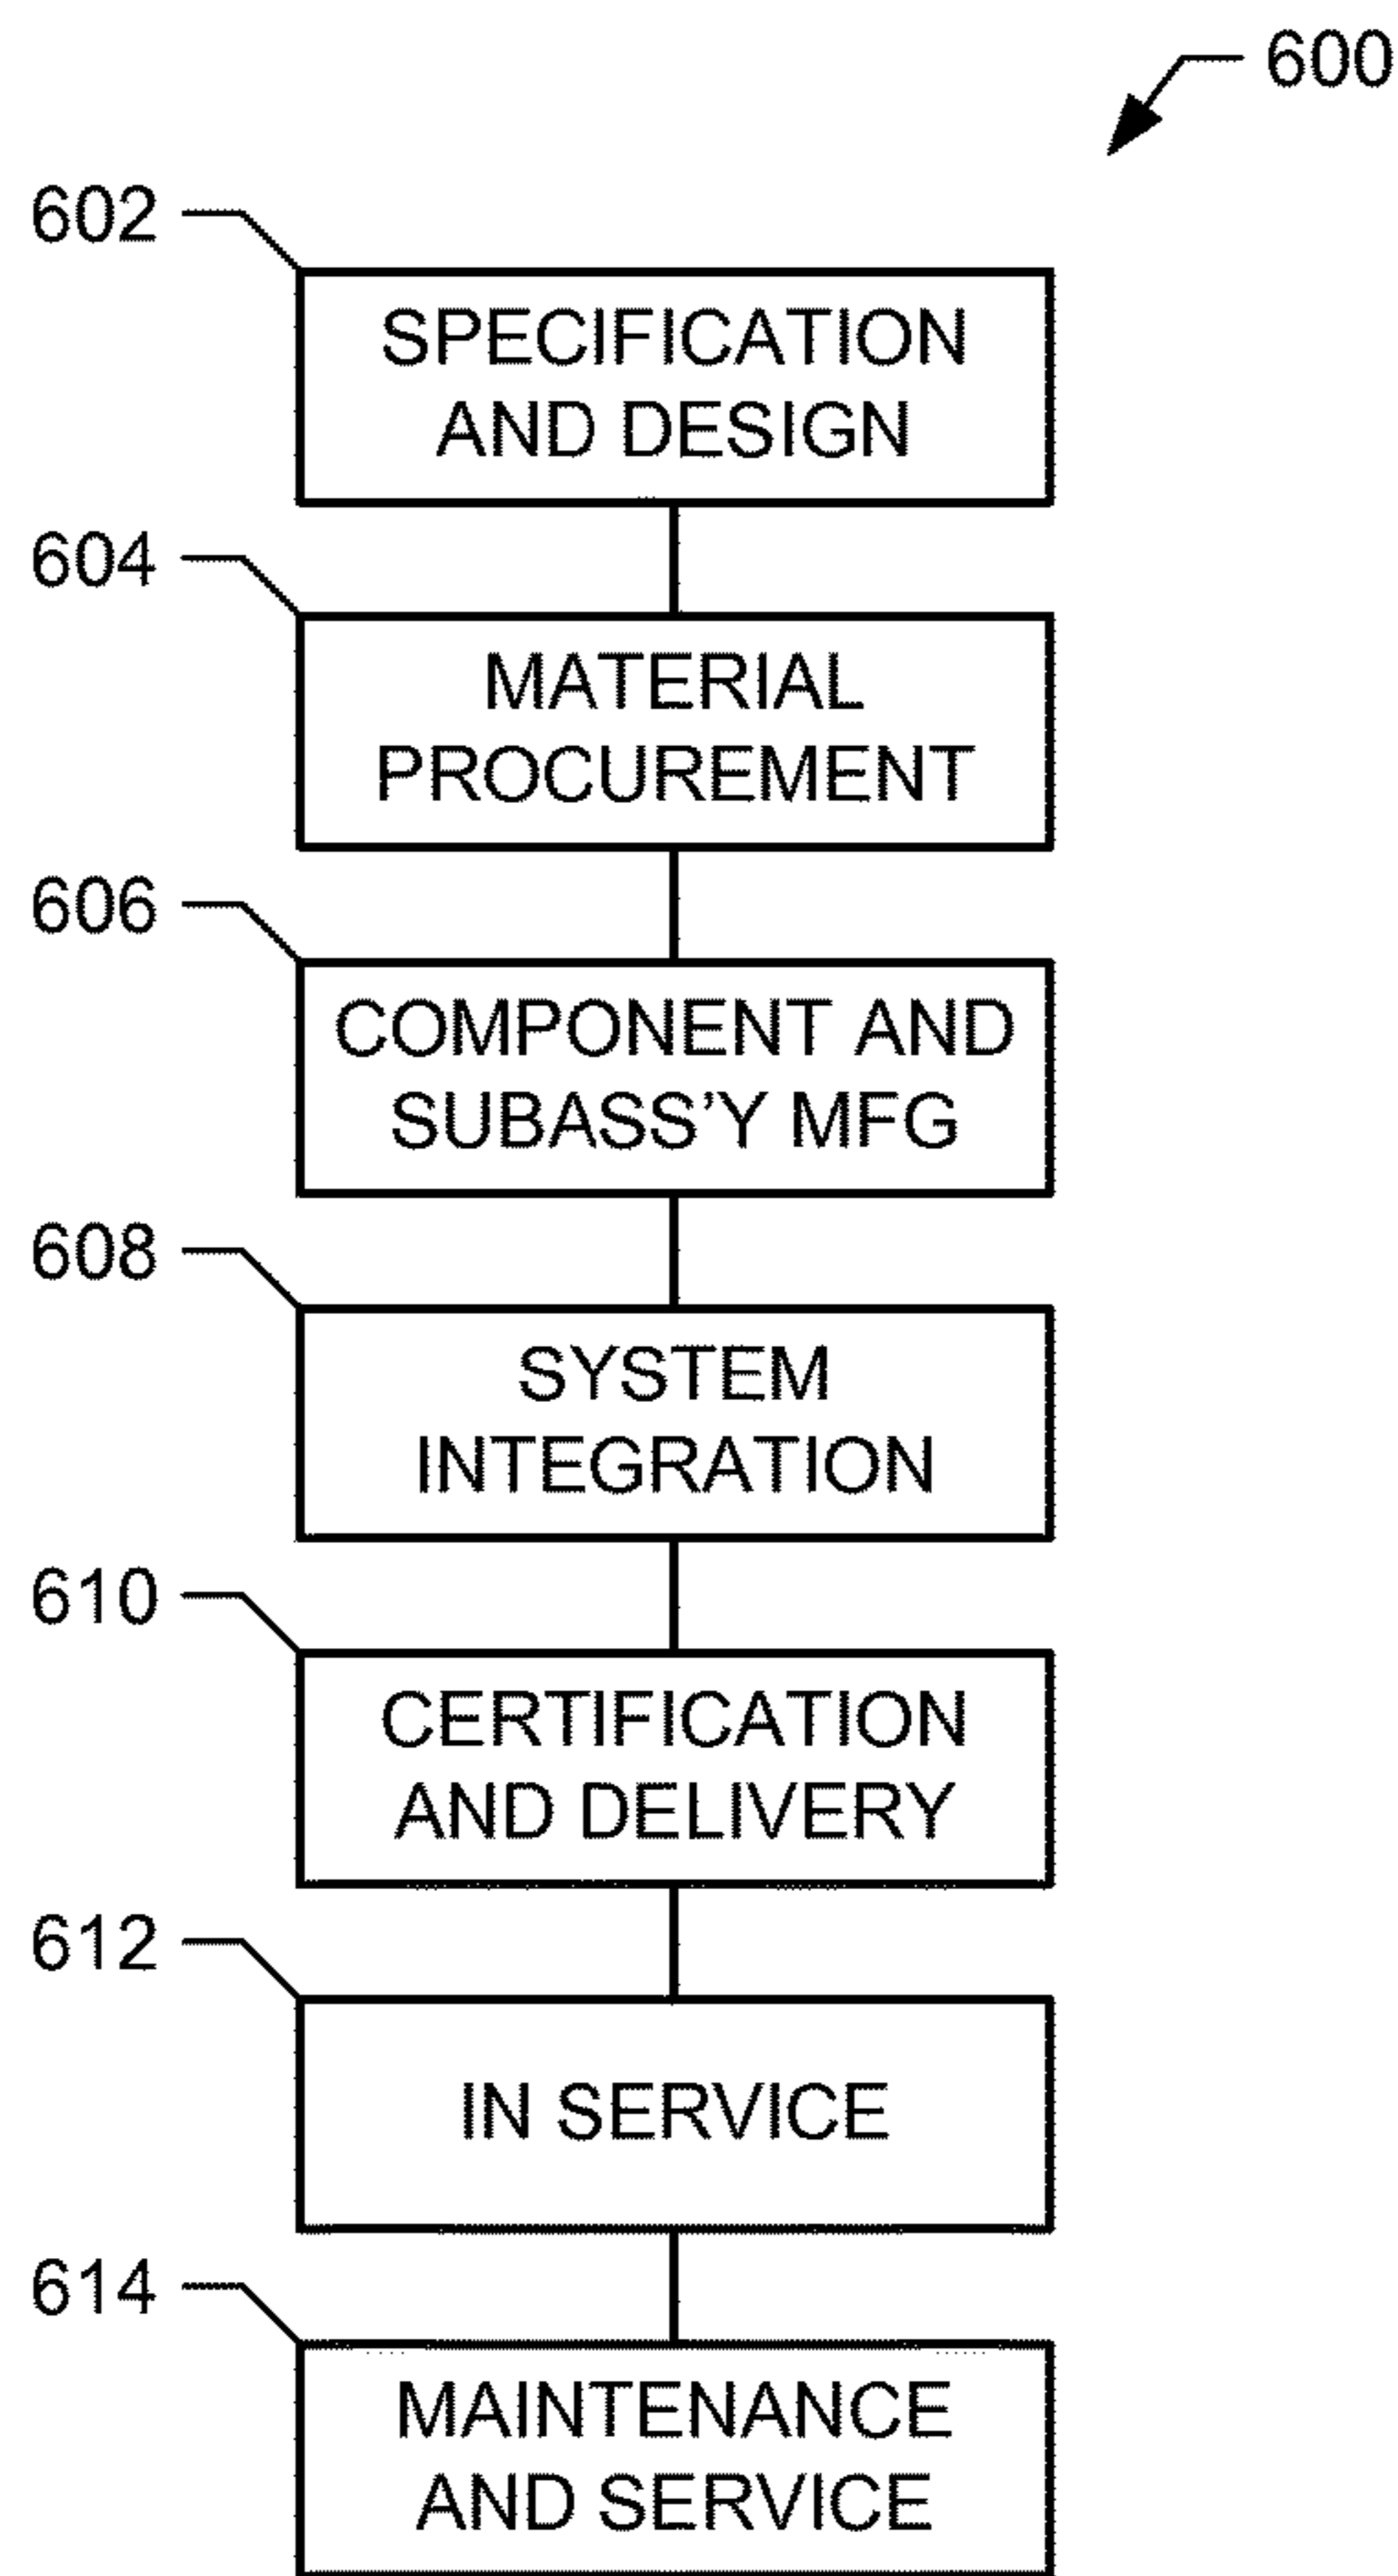 600
602
SPECIFICATION
AND DESIGN
604
MATERIAL
PROCUREMENT
606
COMPONENT AND
SUBASS’Y MFG
608
SYSTEM
INTEGRATION
610
CERTIFICATION
AND DELIVERY
612
IN SERVICE
614
MAINTENANCE
AND SERVICE